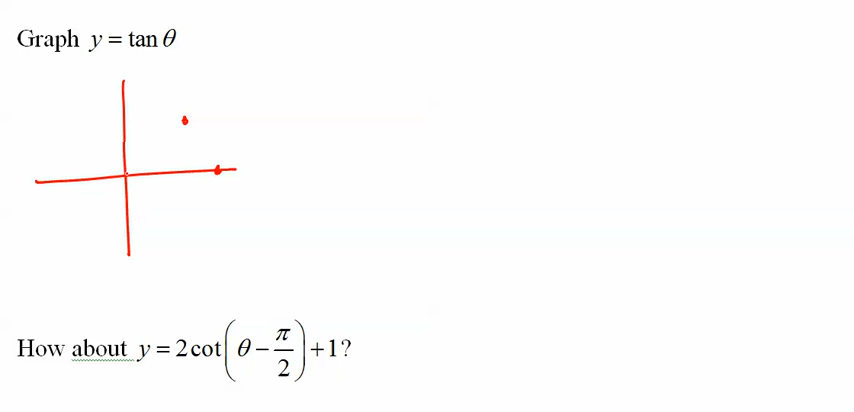 Graph y = tan θ
How about y = 2cot(θ − π/2) + 1?